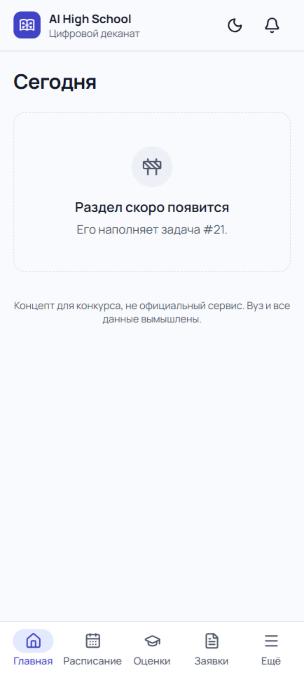 AI High School
Цифровой деканат
Сегодня
Раздел скоро появится
Его наполняет задача #21.
Концепт для конкурса, не официальный сервис. Вуз и все
данные вымышлены.
Главная
Расписание
Оценки
Заявки
Ещё